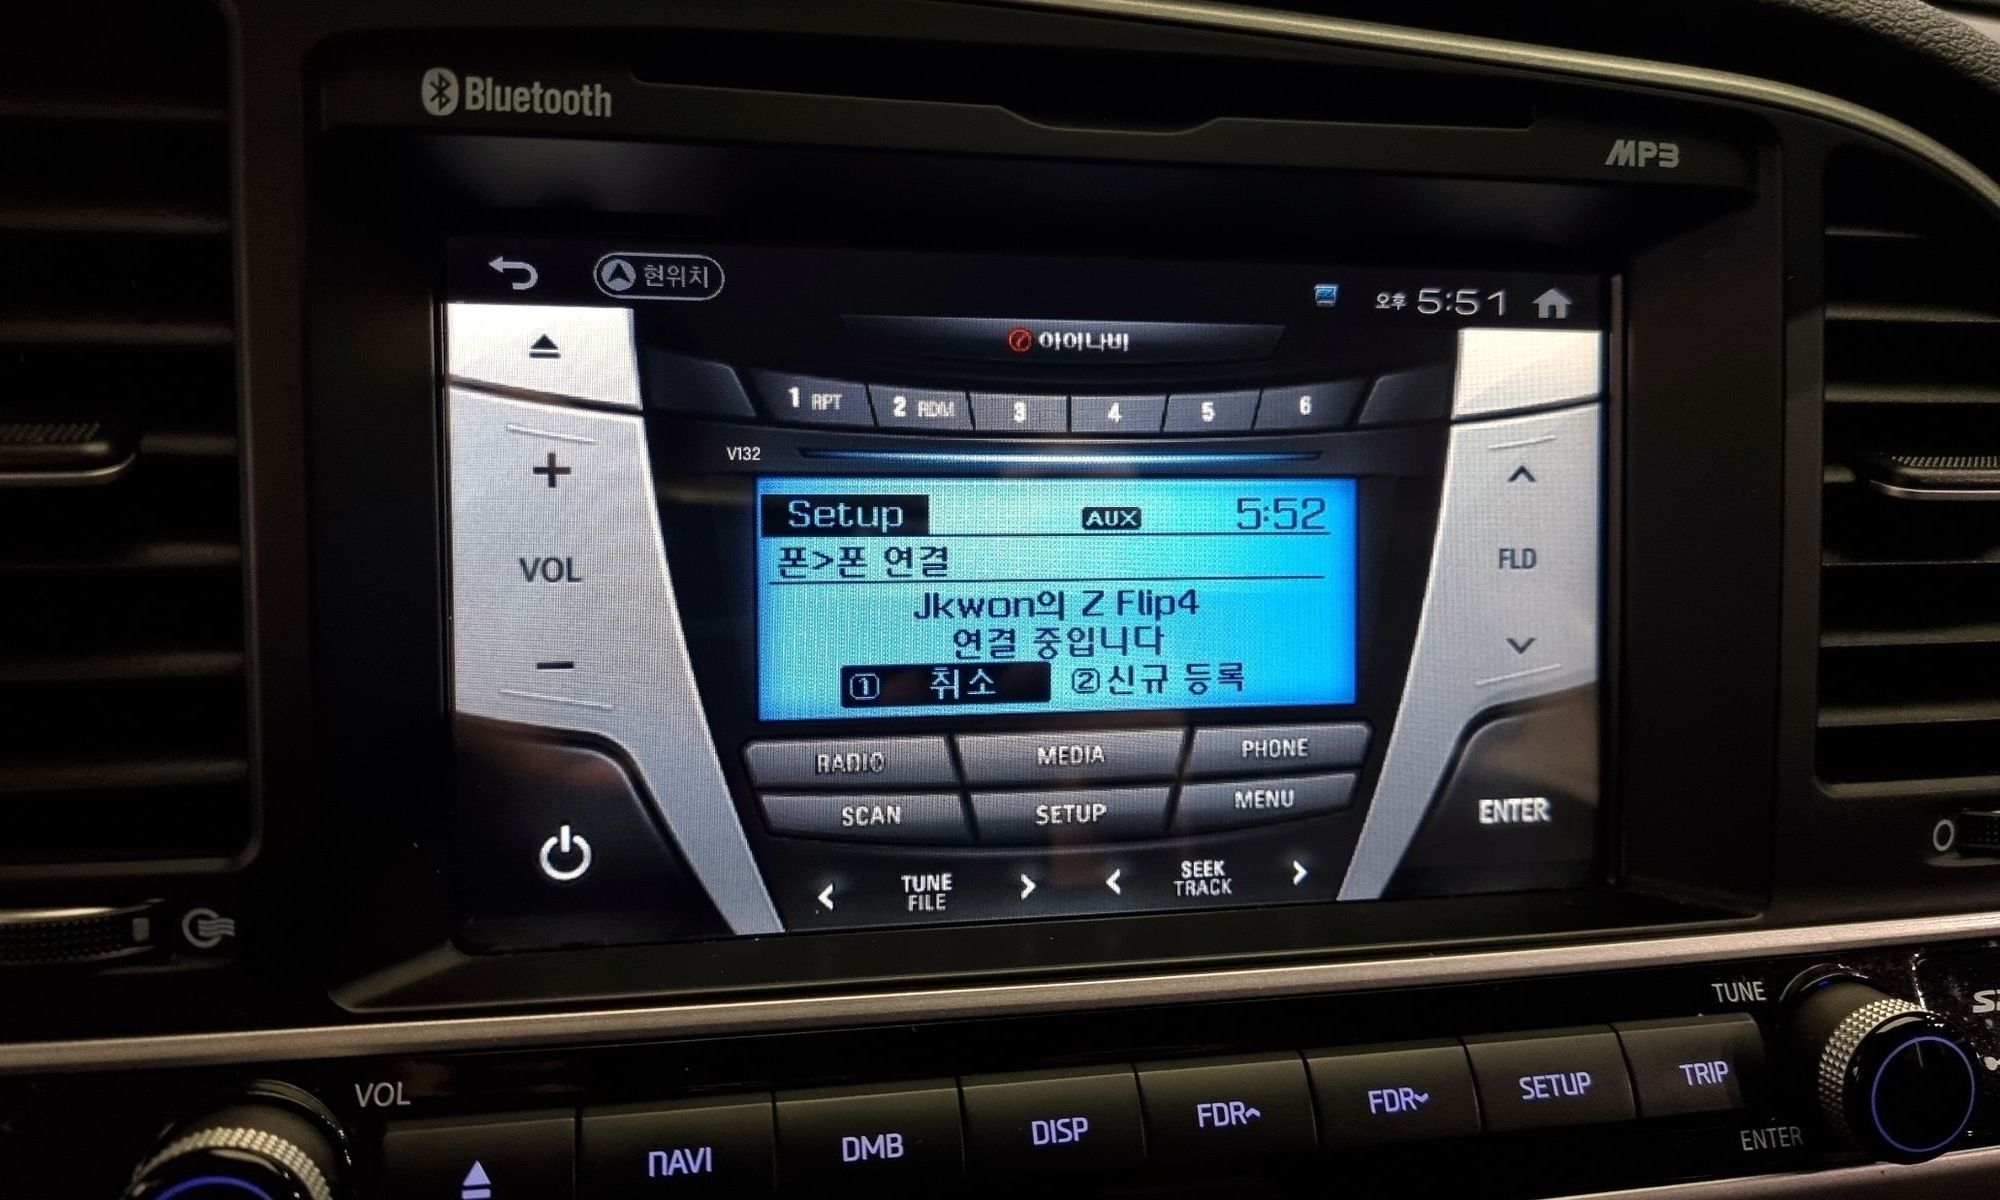 Bluetooth
MP3
현위치
오후 5:51
아이나비
1 RPT 2 RDM 3 4 5 6
V132
Setup AUX 5:52
폰>폰 연결
Jkwon의 Z Flip4
연결 중입니다
① 취소 ②신규 등록
+
VOL
−
FLD
RADIO MEDIA PHONE
SCAN SETUP MENU
ENTER
< TUNE FILE > < SEEK TRACK >
TUNE
VOL
NAVI DMB DISP FDR FDR SETUP TRIP
ENTER